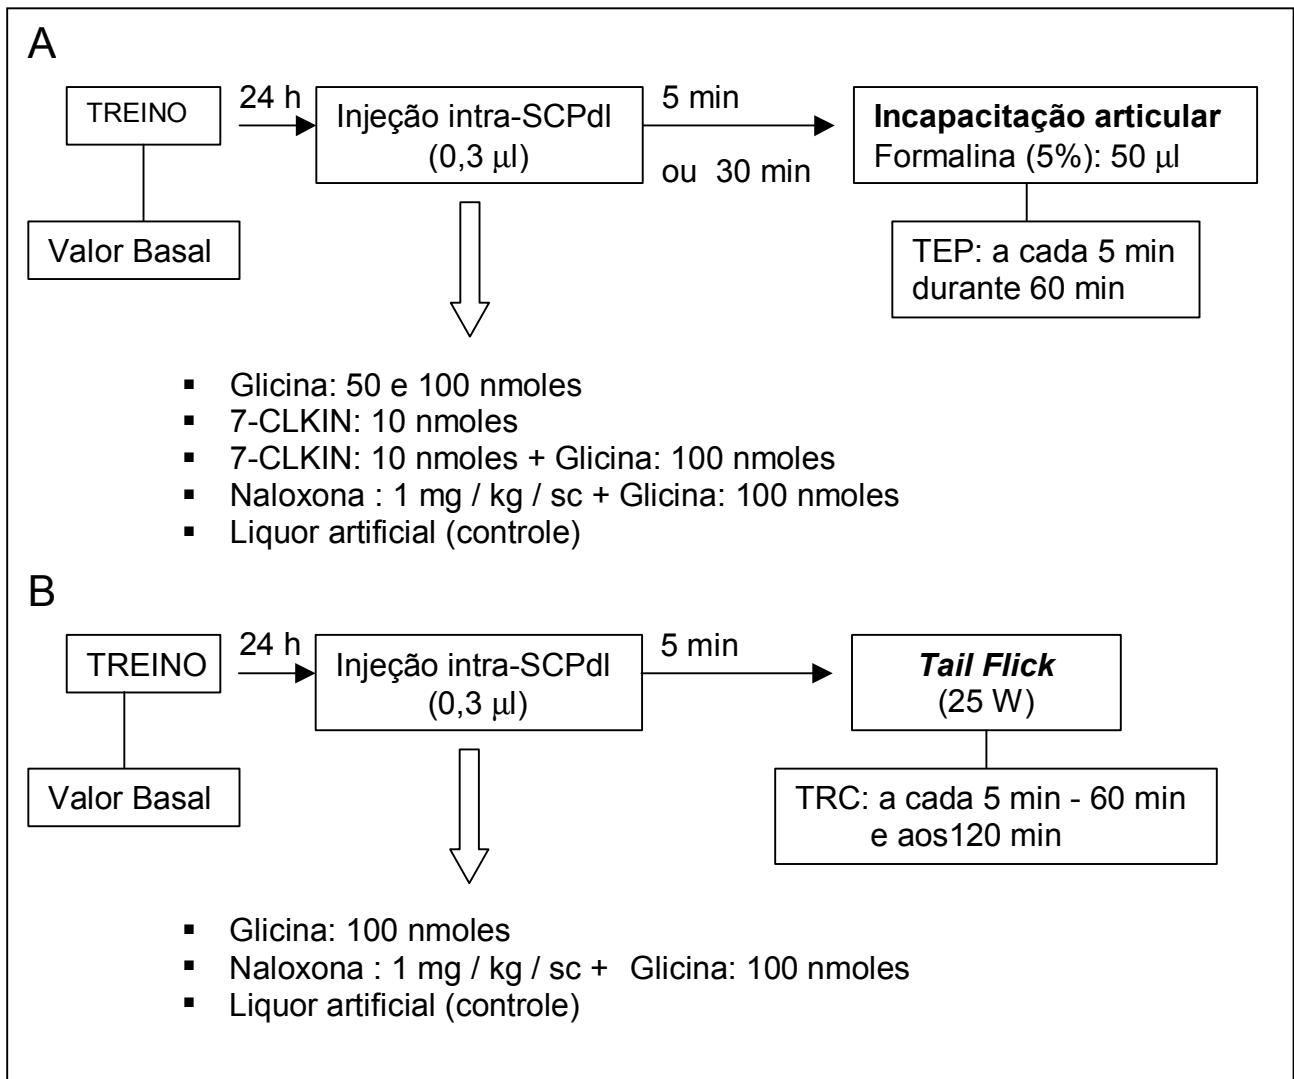 A
TREINO
24 h
Injeção intra-SCPdl
(0,3 μl)
5 min
ou 30 min
Incapacitação articular
Formalina (5%): 50 μl
Valor Basal
TEP: a cada 5 min
durante 60 min
▪ Glicina: 50 e 100 nmoles
▪ 7-CLKIN: 10 nmoles
▪ 7-CLKIN: 10 nmoles + Glicina: 100 nmoles
▪ Naloxona : 1 mg / kg / sc + Glicina: 100 nmoles
▪ Liquor artificial (controle)
B
TREINO
24 h
Injeção intra-SCPdl
(0,3 μl)
5 min
Tail Flick
(25 W)
Valor Basal
TRC: a cada 5 min - 60 min
e aos120 min
▪ Glicina: 100 nmoles
▪ Naloxona : 1 mg / kg / sc + Glicina: 100 nmoles
▪ Liquor artificial (controle)